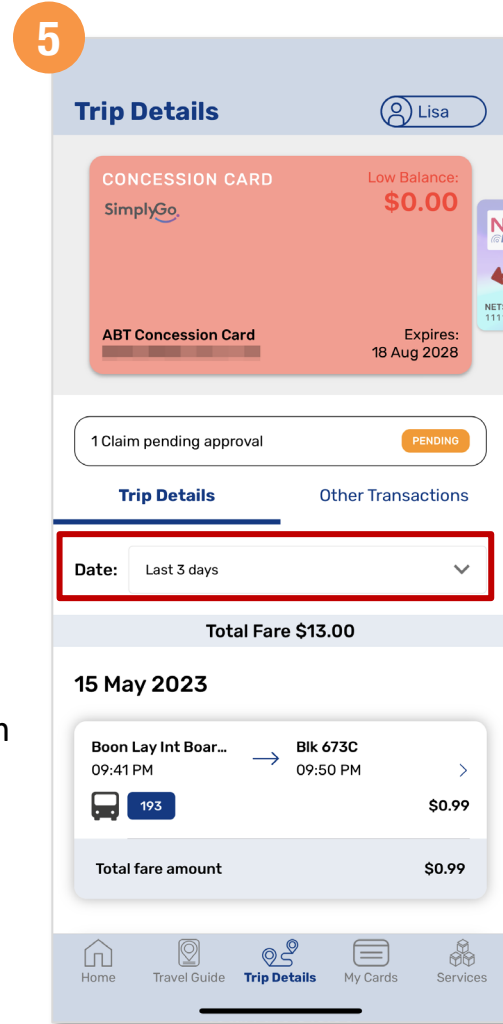 5
Trip Details
Lisa
CONCESSION CARD
Low Balance:
SimplyGo.
$0.00
ABT Concession Card
Expires:
18 Aug 2028
1 Claim pending approval
PENDING
Trip Details
Other Transactions
Date:
Last 3 days
Total Fare $13.00
15 May 2023
Boon Lay Int Boar...
Blk 673C
09:41 PM
09:50 PM
193
$0.99
Total fare amount
$0.99
Home
Travel Guide
Trip Details
My Cards
Services